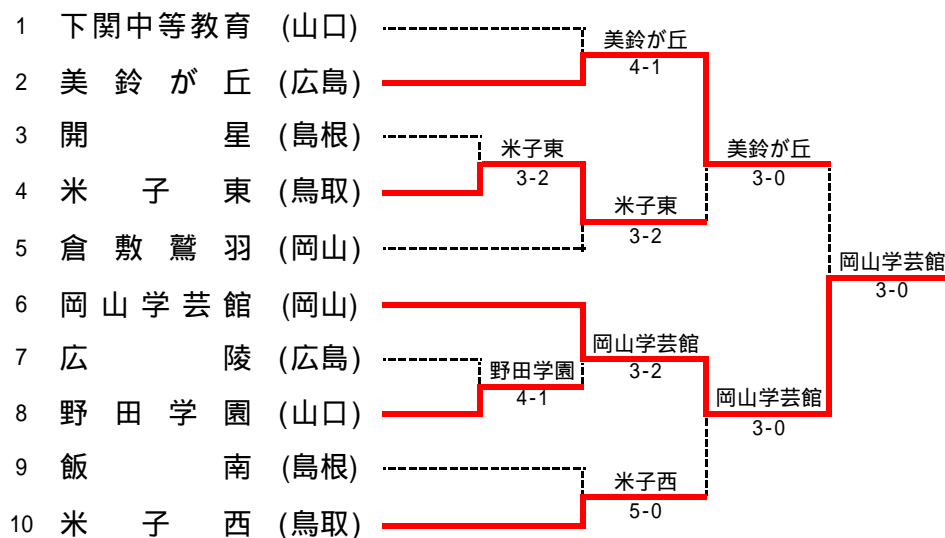 1 下関中等教育 (山口)
2 美鈴が丘 (広島)
3 開星 (島根)
4 米子東 (鳥取)
5 倉敷鷲羽 (岡山)
6 岡山学芸館 (岡山)
7 広陵 (広島)
8 野田学園 (山口)
9 飯南 (島根)
10 米子西 (鳥取)
米子東
3-2
野田学園
4-1
美鈴が丘
4-1
米子東
3-2
岡山学芸館
3-2
米子西
5-0
美鈴が丘
3-0
岡山学芸館
3-0
岡山学芸館
3-0